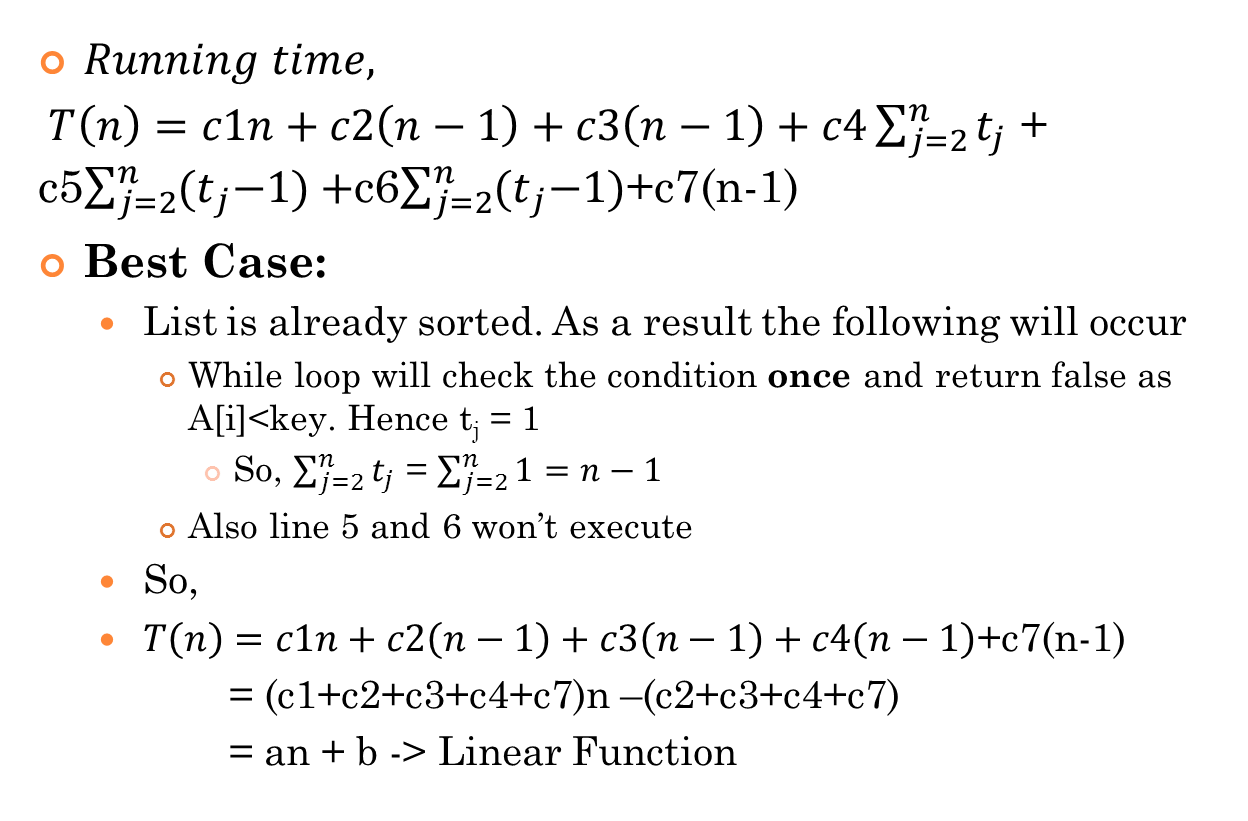 Running time,
T(n) = c1n + c2(n − 1) + c3(n − 1) + c4 ∑ⁿⱼ₌₂ tⱼ +
c5∑ⁿⱼ₌₂(tⱼ−1) +c6∑ⁿⱼ₌₂(tⱼ−1)+c7(n-1)
Best Case:
List is already sorted. As a result the following will occur
While loop will check the condition once and return false as
A[i]<key. Hence tⱼ = 1
So, ∑ⁿⱼ₌₂ tⱼ = ∑ⁿⱼ₌₂ 1 = n − 1
Also line 5 and 6 won’t execute
So,
T(n) = c1n + c2(n − 1) + c3(n − 1) + c4(n − 1)+c7(n-1)
= (c1+c2+c3+c4+c7)n –(c2+c3+c4+c7)
= an + b -> Linear Function